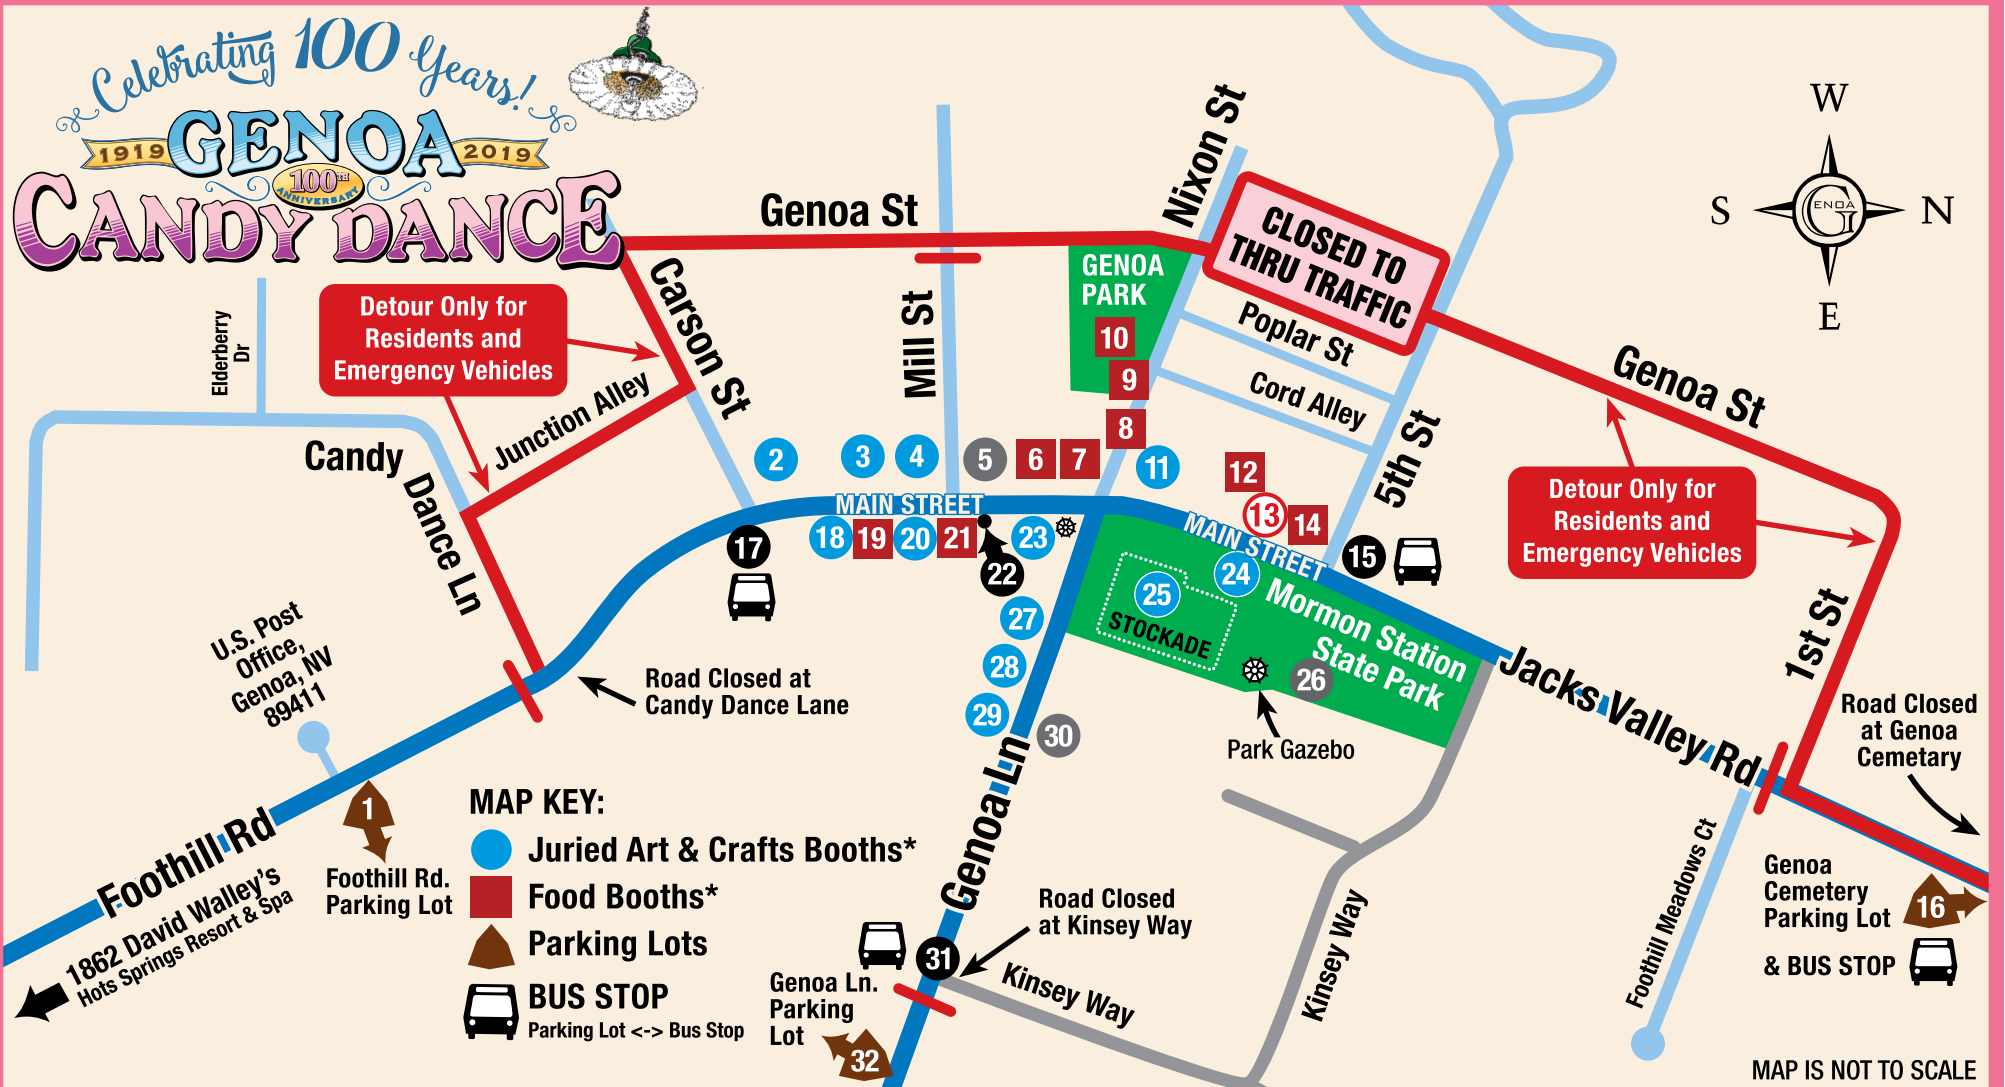 Celebrating 100 Years!
1919 GENOA 2019
100TH
ANNIVERSARY
CANDY DANCE
W
S
GENOA
N
E
Genoa St
Nixon St
CLOSED TO
THRU TRAFFIC
GENOA
PARK
Carson St
Mill St
Elderberry
Dr
Detour Only for
Residents and
Emergency Vehicles
Junction Alley
Poplar St
Cord Alley
5th St
Genoa St
Detour Only for
Residents and
Emergency Vehicles
1st St
Candy
Dance Ln
10
9
8
2
3
4
5
6
7
11
12
13
14
15
MAIN STREET
MAIN STREET
17
18
19
20
21
22
23
24
25
STOCKADE
Mormon Station
State Park
26
27
28
29
30
Park Gazebo
Jacks Valley Rd
Road Closed
at Genoa
Cemetary
U.S. Post
Office,
Genoa, NV
89411
Road Closed at
Candy Dance Lane
Foothill Rd
1862 David Walley's
Hots Springs Resort & Spa
1
Foothill Rd.
Parking Lot
MAP KEY:
Juried Art & Crafts Booths*
Food Booths*
Parking Lots
BUS STOP
Parking Lot <-> Bus Stop
Genoa Ln
31
Road Closed
at Kinsey Way
Kinsey Way
Kinsey Way
Genoa Ln.
Parking
Lot
32
Foothill Meadows Ct
Genoa
Cemetery
Parking Lot
16
& BUS STOP
MAP IS NOT TO SCALE